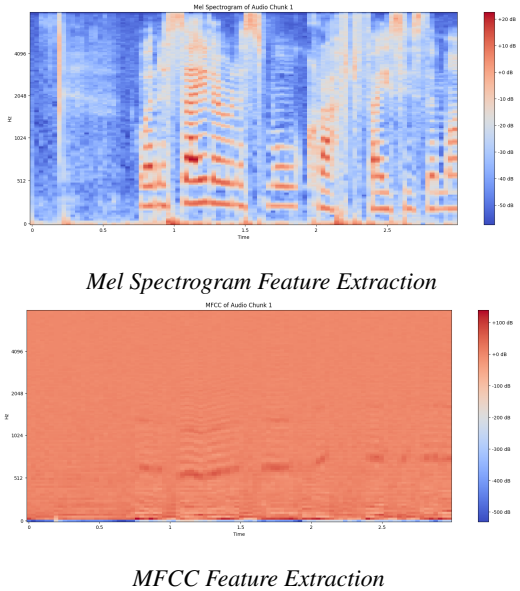 Mel Spectrogram of Audio Chunk 1
+20 dB
4096
+10 dB
2048
+0 dB
-10 dB
Hz
1024
-20 dB
-30 dB
512
-40 dB
-50 dB
0
0 0.5 1 1.5 2 2.5
Time
Mel Spectrogram Feature Extraction
MFCC of Audio Chunk 1
+100 dB
4096
+0 dB
2048
-100 dB
Hz
-200 dB
1024
-300 dB
512
-400 dB
-500 dB
0
0 0.5 1 1.5 2 2.5
Time
MFCC Feature Extraction